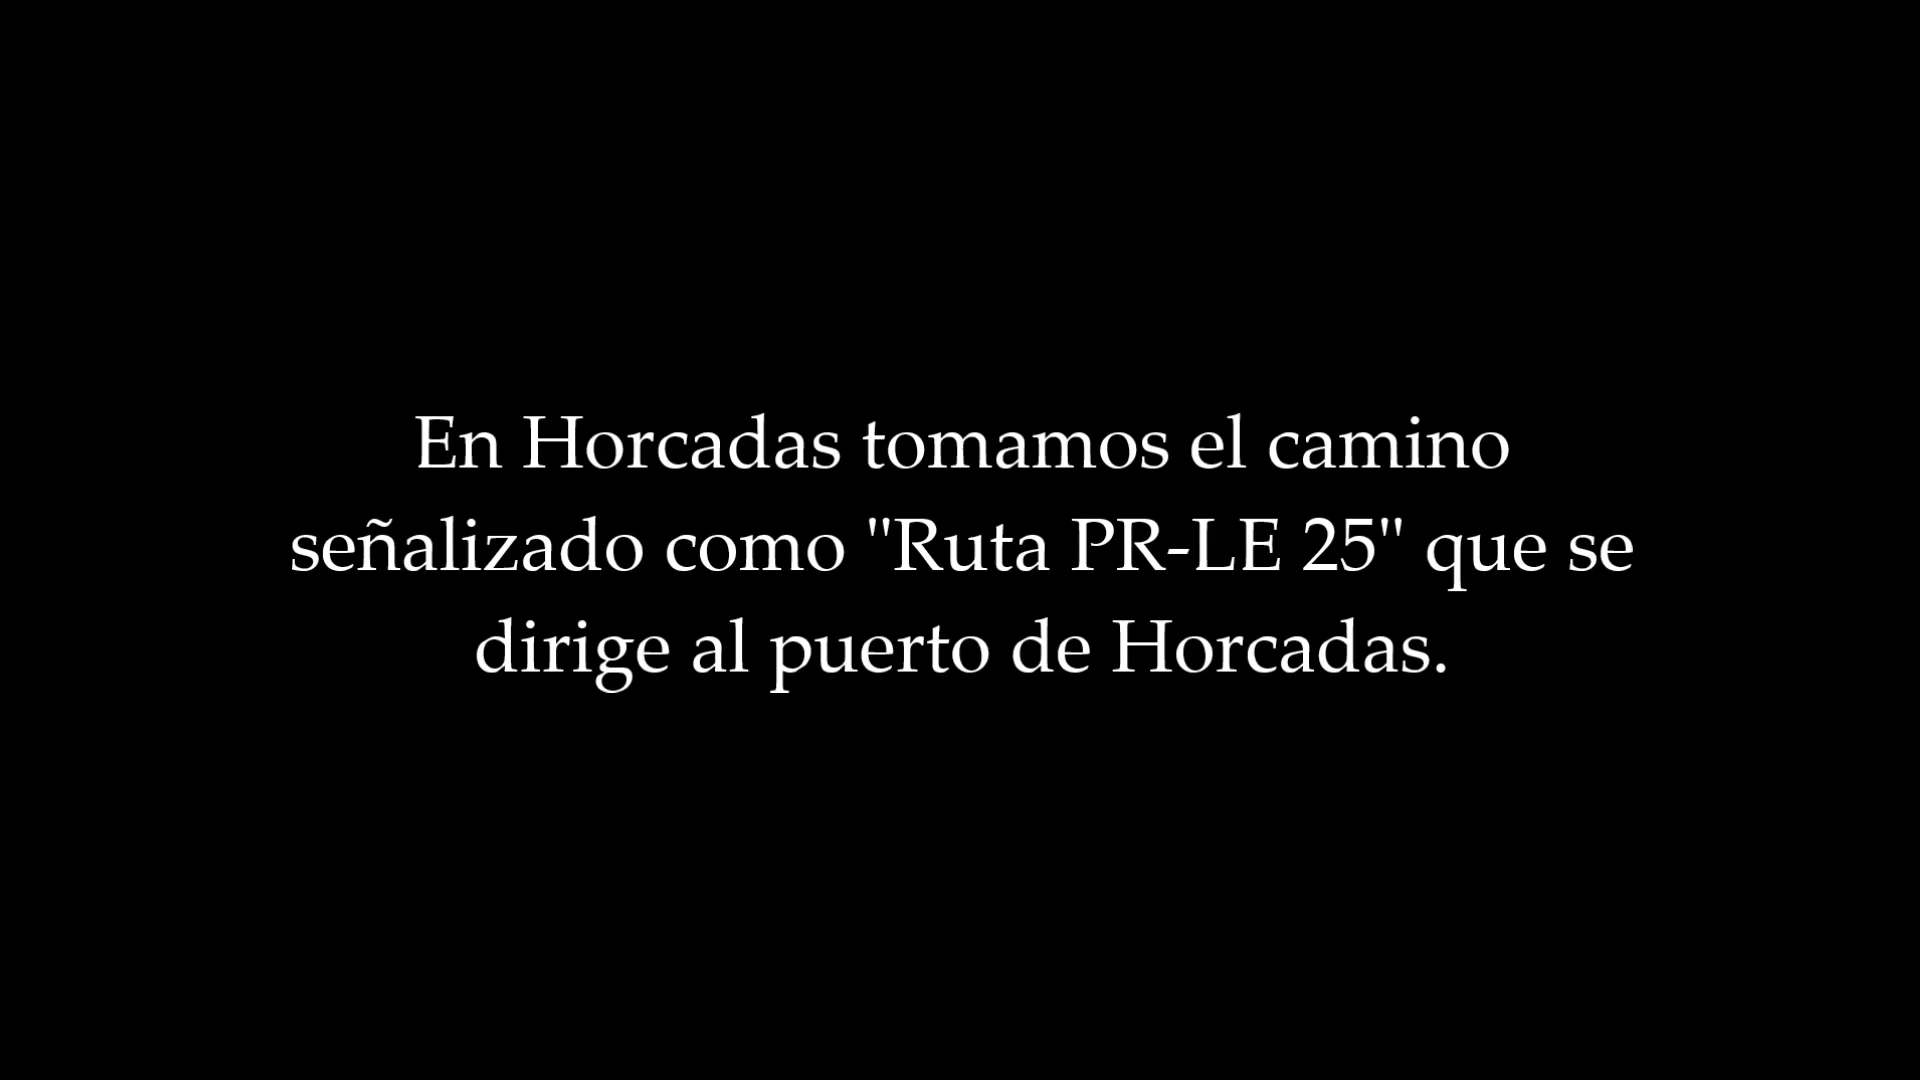 En Horcadas tomamos el camino
señalizado como "Ruta PR-LE 25" que se
dirige al puerto de Horcadas.